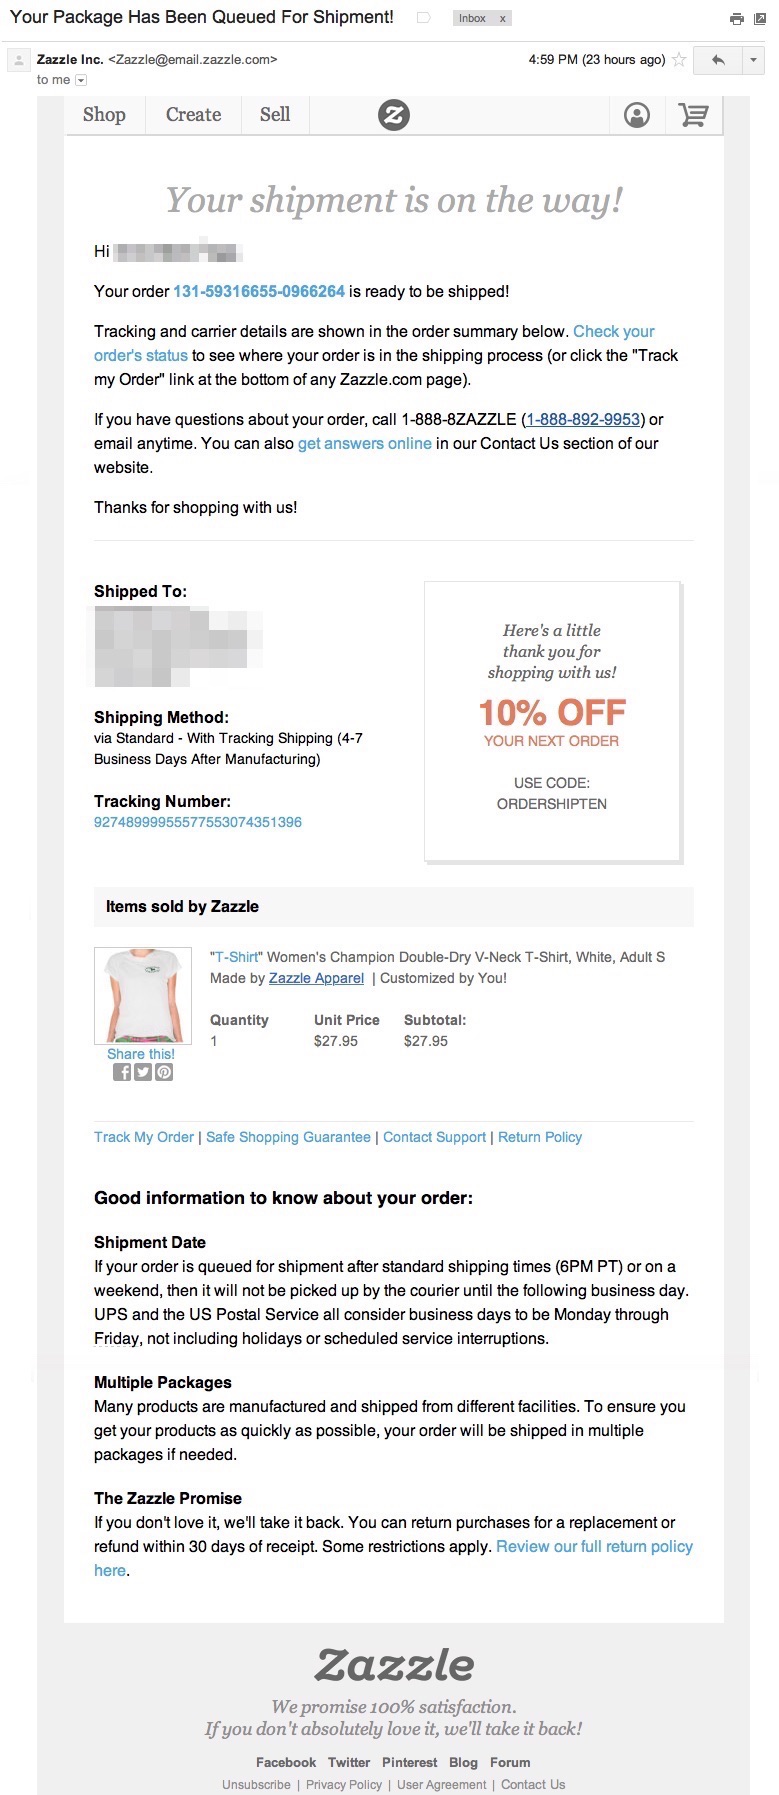 Your Package Has Been Queued For Shipment! Inbox x
Zazzle Inc. <Zazzle@email.zazzle.com> 4:59 PM (23 hours ago)
to me
Shop Create Sell Z
Your shipment is on the way!
Hi
Your order 131-59316655-0966264 is ready to be shipped!
Tracking and carrier details are shown in the order summary below. Check your
order's status to see where your order is in the shipping process (or click the "Track
my Order" link at the bottom of any Zazzle.com page).
If you have questions about your order, call 1-888-8ZAZZLE (1-888-892-9953) or
email anytime. You can also get answers online in our Contact Us section of our
website.
Thanks for shopping with us!
Shipped To:
Shipping Method:
via Standard - With Tracking Shipping (4-7
Business Days After Manufacturing)
Tracking Number:
92748999955577553074351396
Here's a little
thank you for
shopping with us!
10% OFF
YOUR NEXT ORDER
USE CODE:
ORDERSHIPTEN
Items sold by Zazzle
"T-Shirt" Women's Champion Double-Dry V-Neck T-Shirt, White, Adult S
Made by Zazzle Apparel | Customized by You!
Quantity Unit Price Subtotal:
1 $27.95 $27.95
Share this!
Track My Order | Safe Shopping Guarantee | Contact Support | Return Policy
Good information to know about your order:
Shipment Date
If your order is queued for shipment after standard shipping times (6PM PT) or on a
weekend, then it will not be picked up by the courier until the following business day.
UPS and the US Postal Service all consider business days to be Monday through
Friday, not including holidays or scheduled service interruptions.
Multiple Packages
Many products are manufactured and shipped from different facilities. To ensure you
get your products as quickly as possible, your order will be shipped in multiple
packages if needed.
The Zazzle Promise
If you don't love it, we'll take it back. You can return purchases for a replacement or
refund within 30 days of receipt. Some restrictions apply. Review our full return policy
here.
Zazzle
We promise 100% satisfaction.
If you don't absolutely love it, we'll take it back!
Facebook Twitter Pinterest Blog Forum
Unsubscribe | Privacy Policy | User Agreement | Contact Us